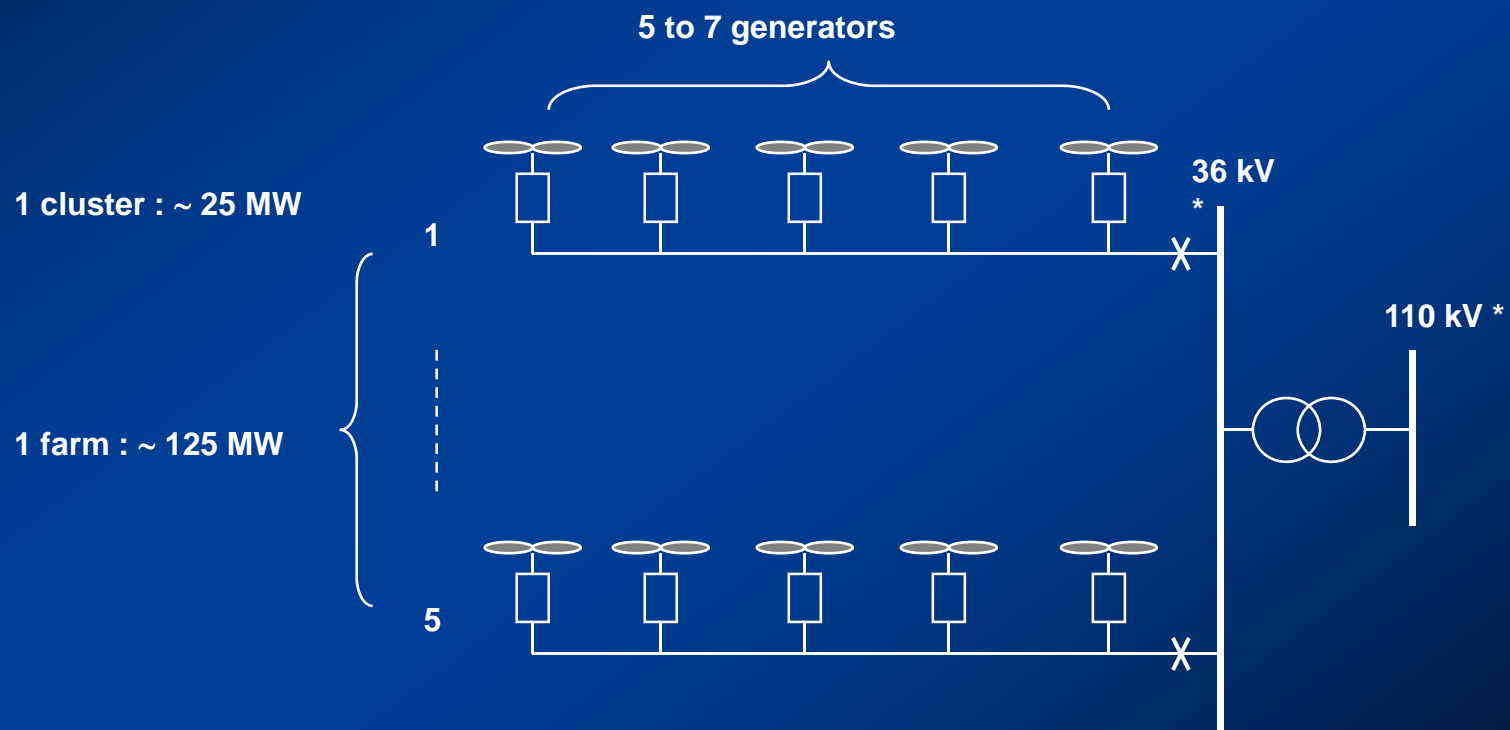 5 to 7 generators
36 kV
*
1 cluster : ~ 25 MW
1
110 kV *
1 farm : ~ 125 MW
5